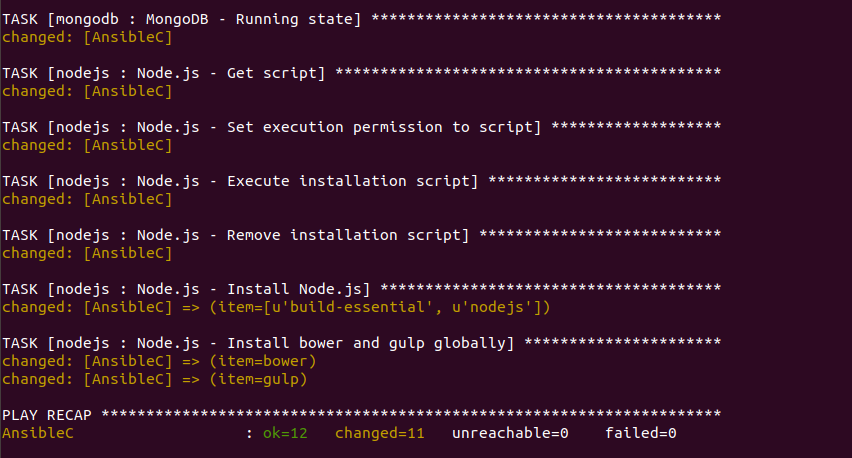 TASK [mongodb : MongoDB - Running state] ***************************************
changed: [AnsibleC]
TASK [nodejs : Node.js - Get script] *******************************************
changed: [AnsibleC]
TASK [nodejs : Node.js - Set execution permission to script] *******************
changed: [AnsibleC]
TASK [nodejs : Node.js - Execute installation script] **************************
changed: [AnsibleC]
TASK [nodejs : Node.js - Remove installation script] ***************************
changed: [AnsibleC]
TASK [nodejs : Node.js - Install Node.js] **************************************
changed: [AnsibleC] => (item=[u'build-essential', u'nodejs'])
TASK [nodejs : Node.js - Install bower and gulp globally] **********************
changed: [AnsibleC] => (item=bower)
changed: [AnsibleC] => (item=gulp)
PLAY RECAP *********************************************************************
AnsibleC                   : ok=12   changed=11   unreachable=0    failed=0